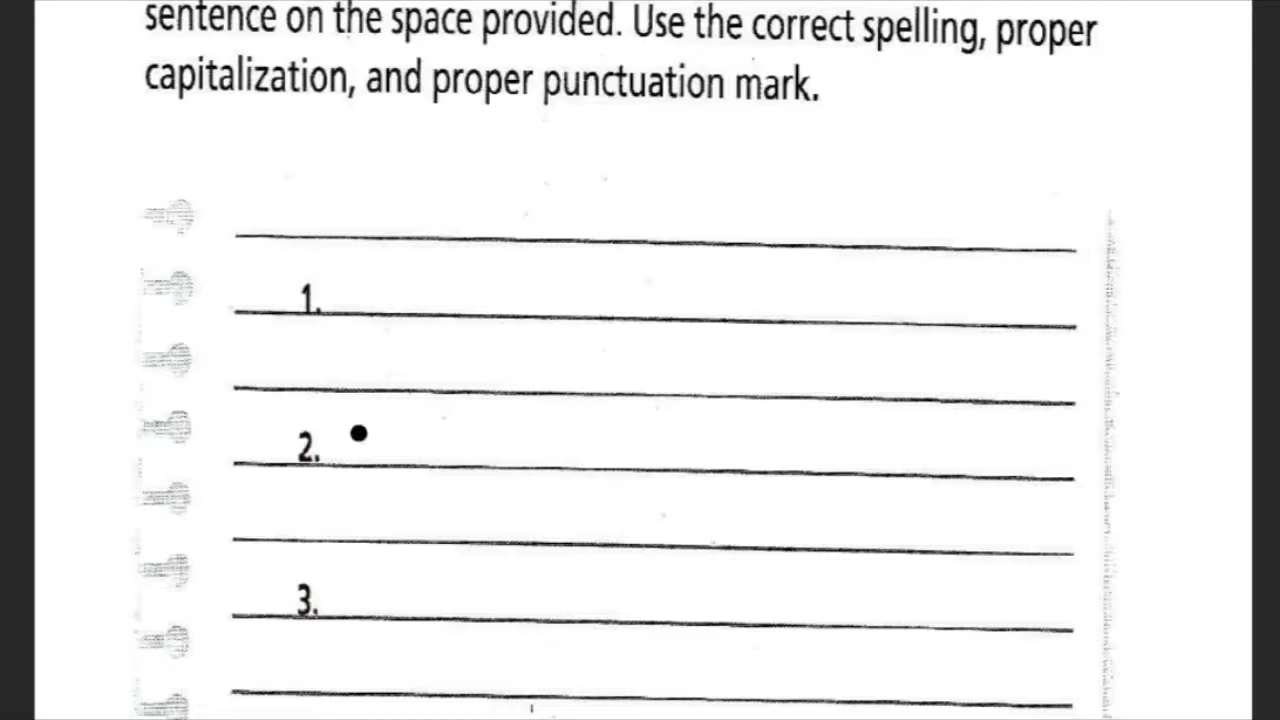 sentence on the space provided. Use the correct spelling, proper
capitalization, and proper punctuation mark.
1.
2.
3.